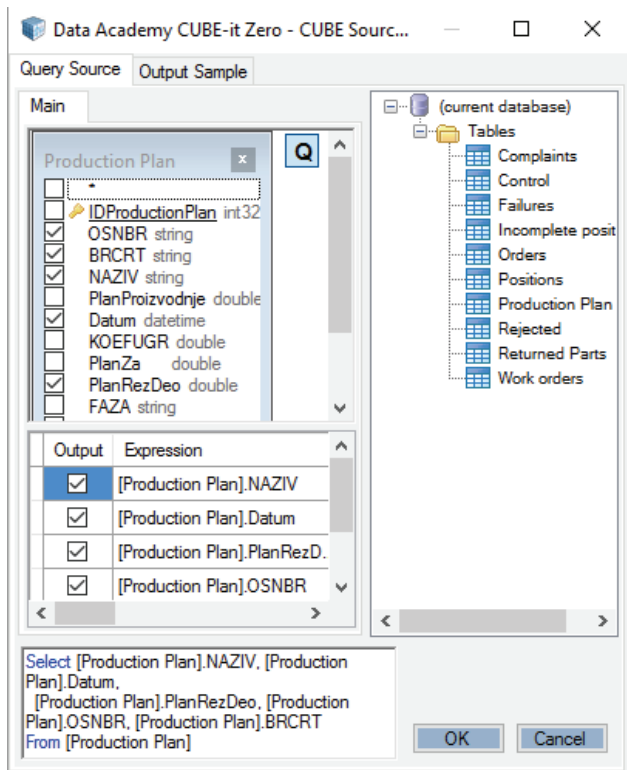 Data Academy CUBE-it Zero - CUBE Sourc...
Query Source Output Sample
Main
Production Plan x
Q
*
IDProductionPlan int32
OSNBR string
BRCRT string
NAZIV string
PlanProizvodnje double
Datum datetime
KOEFUGR double
PlanZa double
PlanRezDeo double
FAZA string
Output Expression
[Production Plan].NAZIV
[Production Plan].Datum
[Production Plan].PlanRezD.
[Production Plan].OSNBR
(current database)
Tables
Complaints
Control
Failures
Incomplete posit
Orders
Positions
Production Plan
Rejected
Returned Parts
Work orders
Select [Production Plan].NAZIV, [Production
Plan].Datum,
[Production Plan].PlanRezDeo, [Production
Plan].OSNBR, [Production Plan].BRCRT
From [Production Plan]
OK Cancel